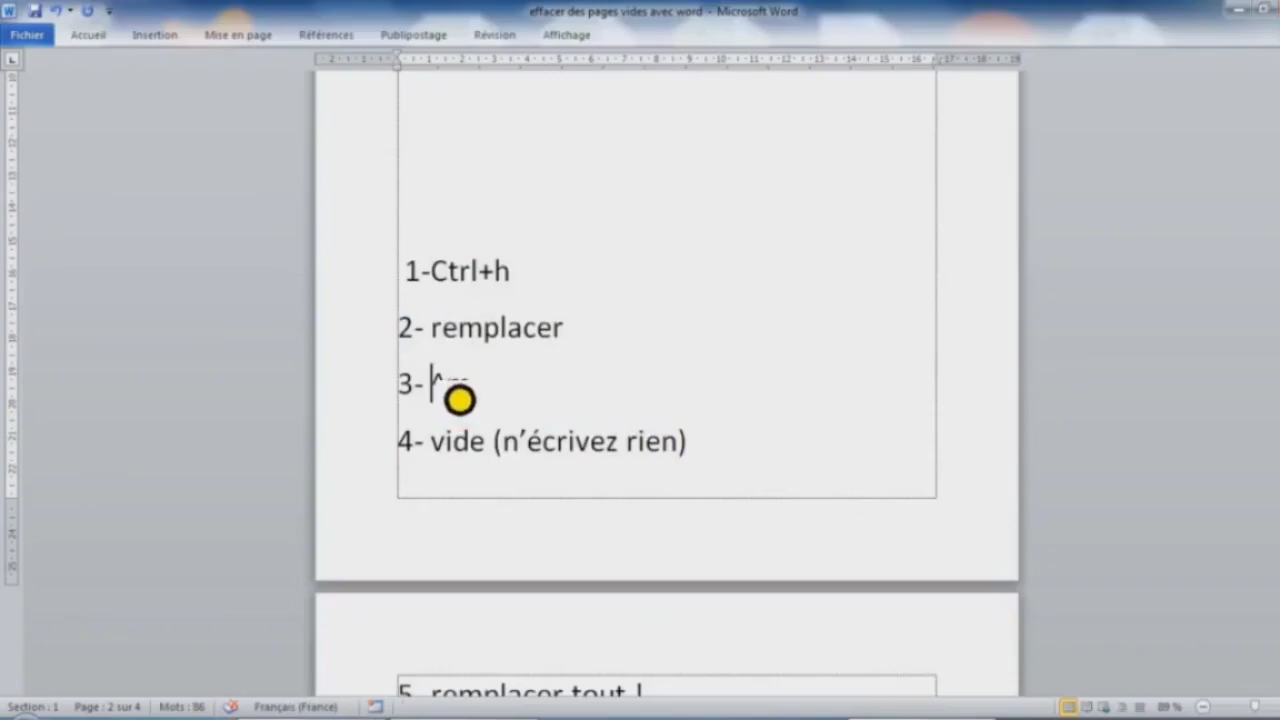 effacer des pages vides avec word - Microsoft Word
Fichier Accueil Insertion Mise en page Références Publipostage Révision Affichage
1-Ctrl+h
2- remplacer
3- ^
4- vide (n’écrivez rien)
5- remplacer tout !
Section : 1 Page : 2 sur 4 Mots : 86 Français (France) 89 %